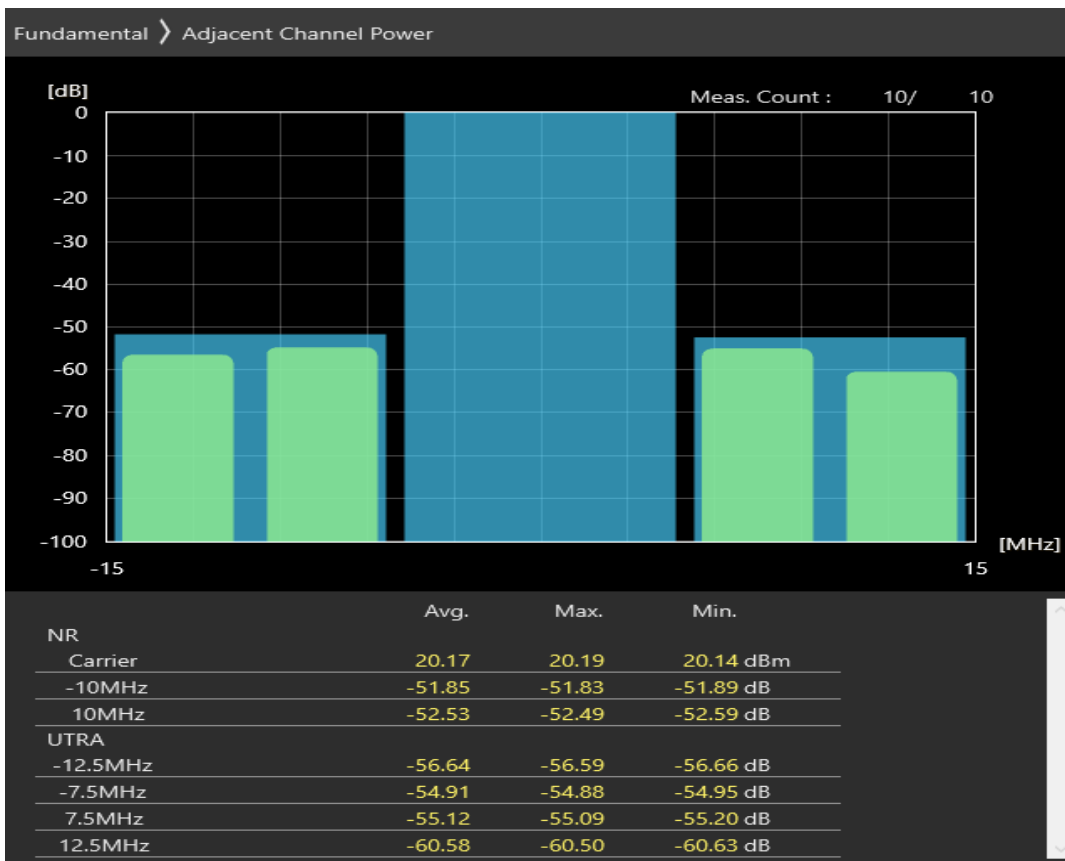 Fundamental 〉 Adjacent Channel Power
[dB]
Meas. Count : 10/ 10
0
-10
-20
-30
-40
-50
-60
-70
-80
-90
-100
[MHz]
-15 15
Avg. Max. Min.
NR
Carrier 20.17 20.19 20.14 dBm
-10MHz -51.85 -51.83 -51.89 dB
10MHz -52.53 -52.49 -52.59 dB
UTRA
-12.5MHz -56.64 -56.59 -56.66 dB
-7.5MHz -54.91 -54.88 -54.95 dB
7.5MHz -55.12 -55.09 -55.20 dB
12.5MHz -60.58 -60.50 -60.63 dB